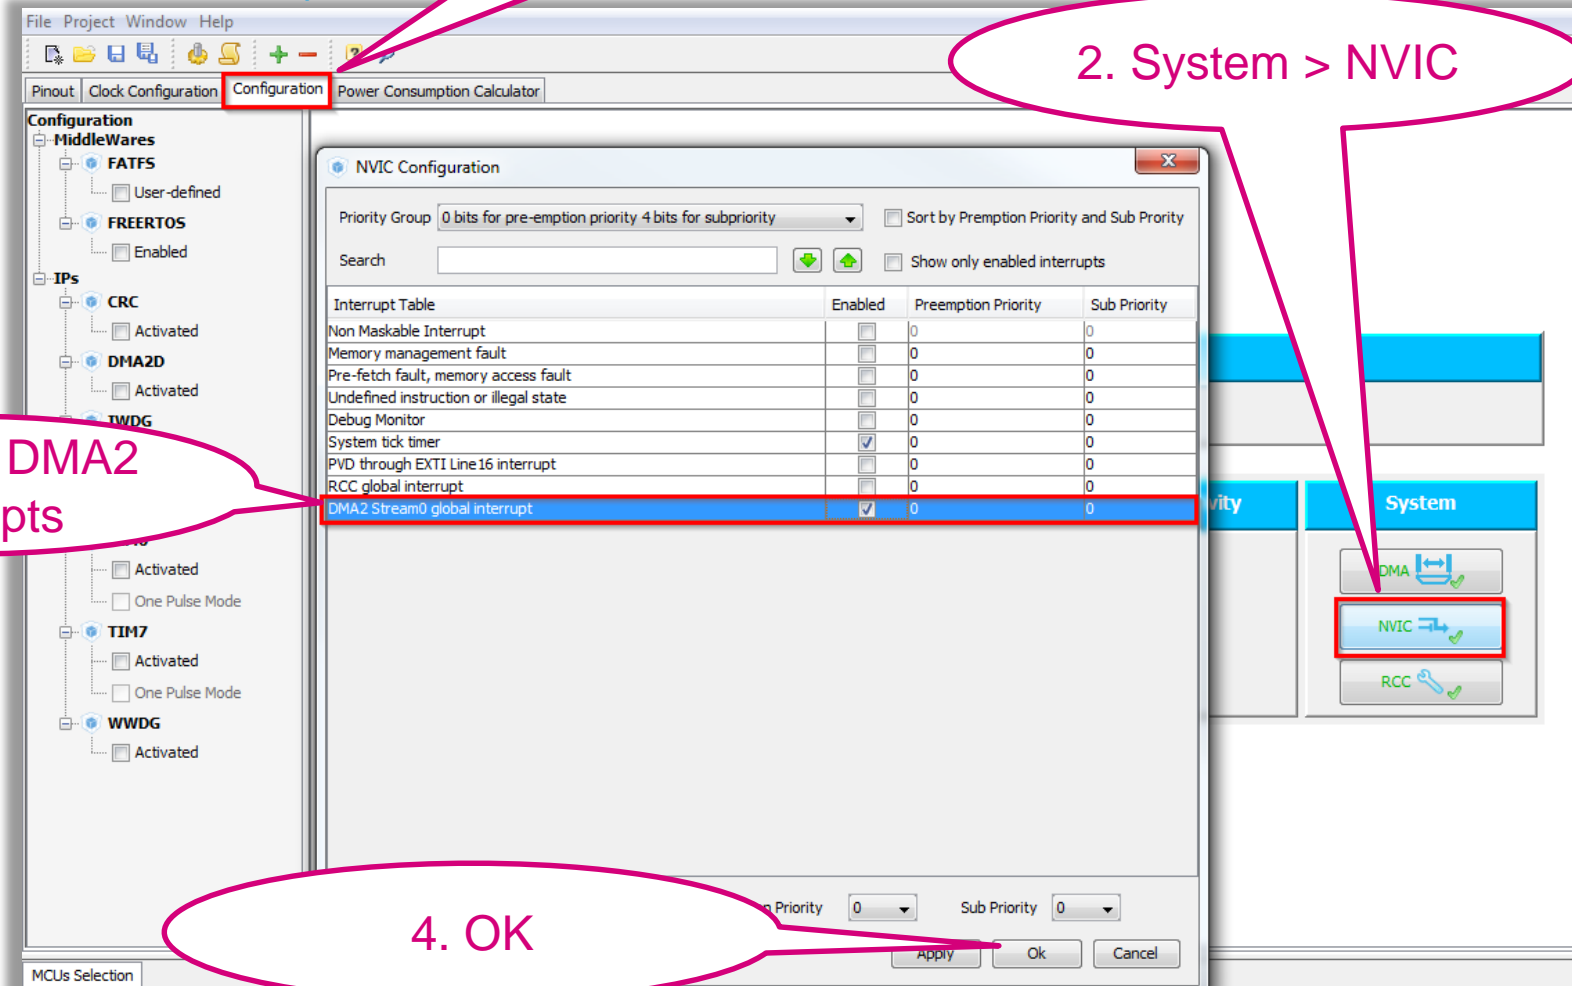 File Project Window Help
2. System > NVIC
Pinout Clock Configuration Configuration Power Consumption Calculator
Configuration
MiddleWares
FATFS
User-defined
FREERTOS
Enabled
IPs
CRC
Activated
DMA2D
Activated
IWDG
Activated
One Pulse Mode
TIM7
Activated
One Pulse Mode
WWDG
Activated
DMA2
pts
NVIC Configuration
Priority Group 0 bits for pre-emption priority 4 bits for subpriority Sort by Premption Priority and Sub Prority
Search Show only enabled interrupts
Interrupt Table Enabled Preemption Priority Sub Priority
Non Maskable Interrupt 0 0
Memory management fault 0 0
Pre-fetch fault, memory access fault 0 0
Undefined instruction or illegal state 0 0
Debug Monitor 0 0
System tick timer 0 0
PVD through EXTI Line16 interrupt 0 0
RCC global interrupt 0 0
DMA2 Stream0 global interrupt 0 0
Priority 0 Sub Priority 0
4. OK
Apply Ok Cancel
vity System
DMA
NVIC
RCC
MCUs Selection